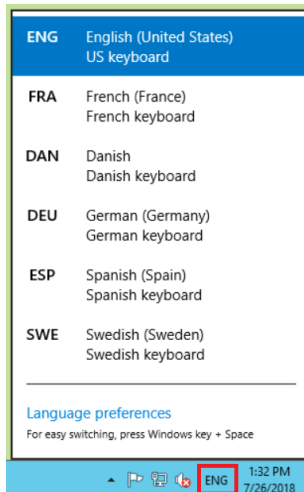 ENG English (United States)
US keyboard
FRA French (France)
French keyboard
DAN Danish
Danish keyboard
DEU German (Germany)
German keyboard
ESP Spanish (Spain)
Spanish keyboard
SWE Swedish (Sweden)
Swedish keyboard
Language preferences
For easy switching, press Windows key + Space
ENG 1:32 PM
7/26/2018